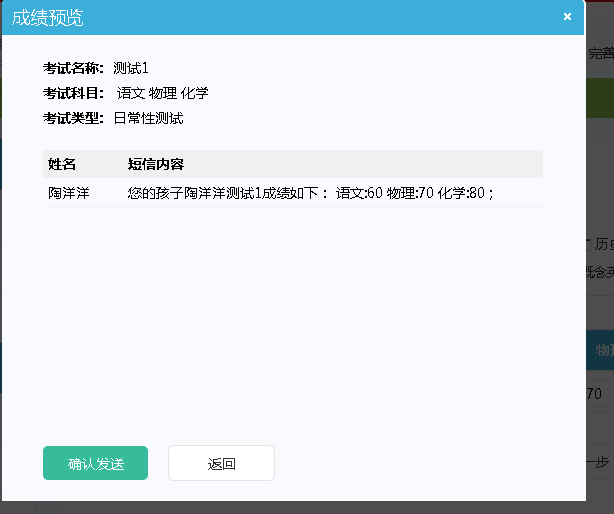 成绩预览 ×
完善
考试名称： 测试1
考试科目： 语文 物理 化学
考试类型： 日常性测试
姓名 短信内容
陶洋洋 您的孩子陶洋洋测试1成绩如下： 语文:60 物理:70 化学:80；
70
一步
确认发送 返回